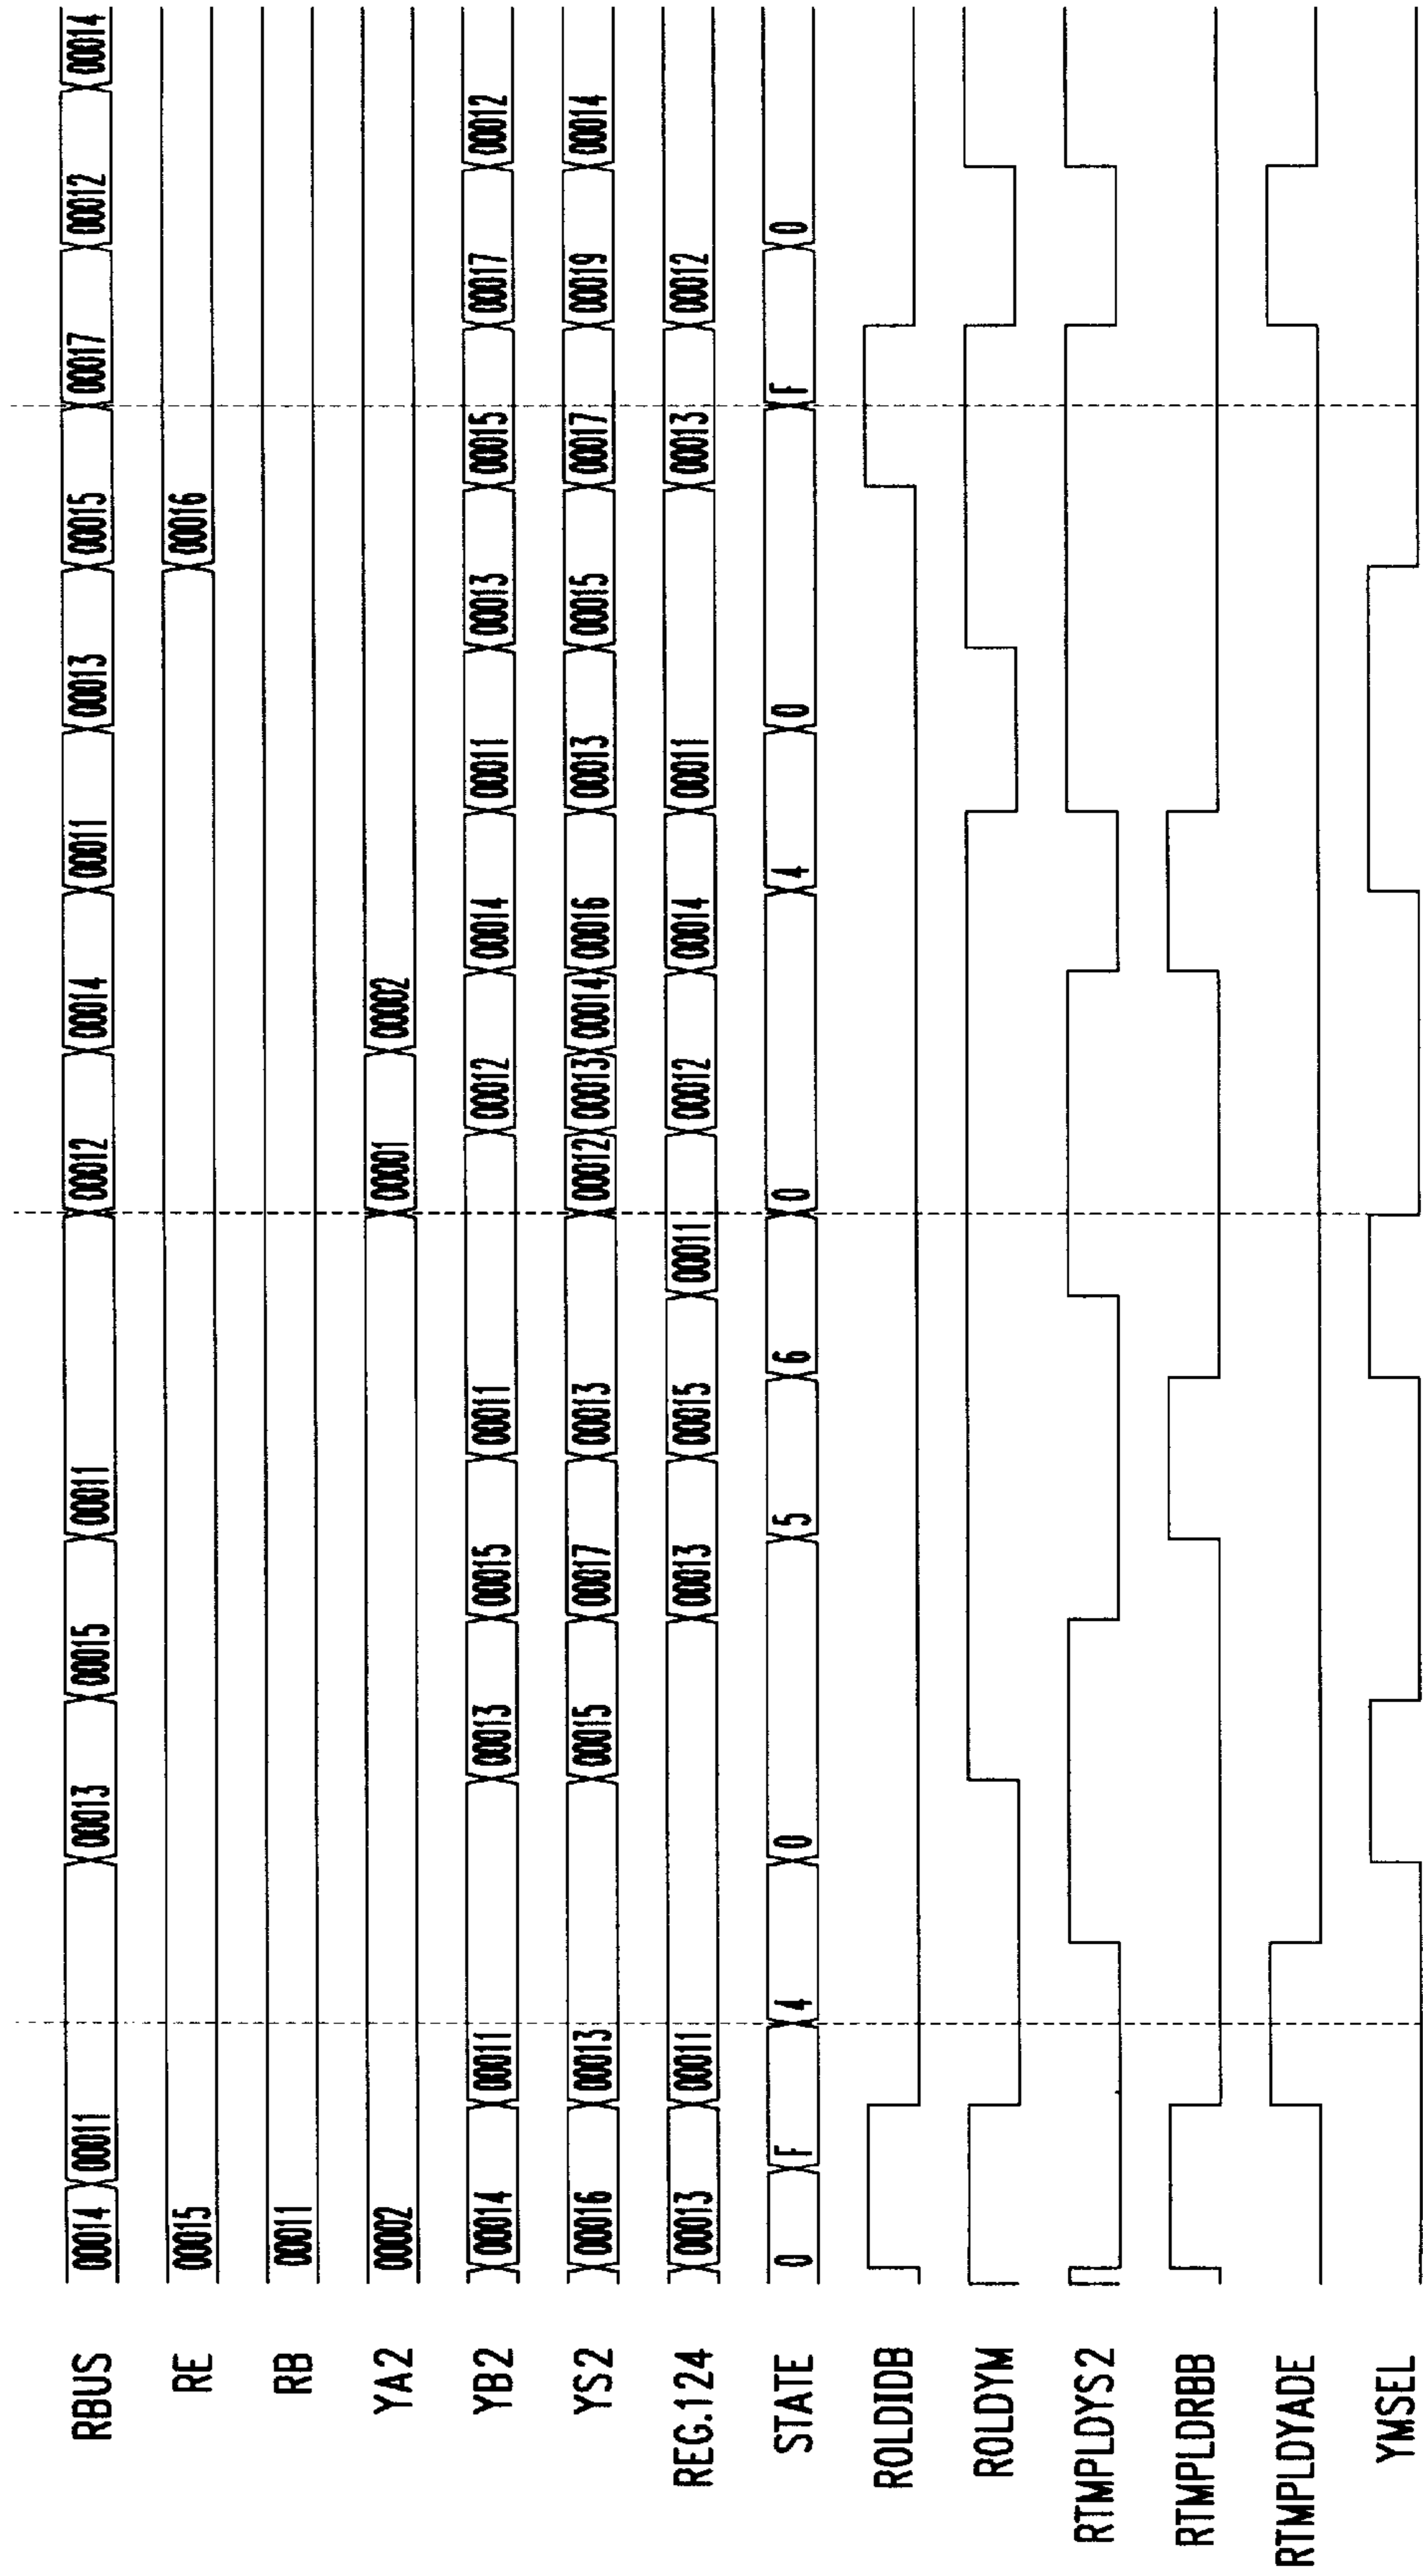 RBUS 00014 00011 00013 00015 00011 00012 00014 00011 00013 00015 00017 00012 00014
RE 00015 00016
RB 00011
YA2 00002 00001 00002
YB2 00014 00011 00013 00015 00011 00012 00014 00011 00013 00015 00017 00012
YS2 00016 00013 00015 00017 00013 00012 00013 00014 00016 00013 00015 00017 00019 00014
REG.124 00013 00011 00013 00015 00011 00012 00014 00011 00013 00012
STATE 0 F 4 0 5 6 0 4 0 F 0
ROLDIDB
ROLDYM
RTMPLDYS2
RTMPLDRBB
RTMPLDYADE
YMSEL